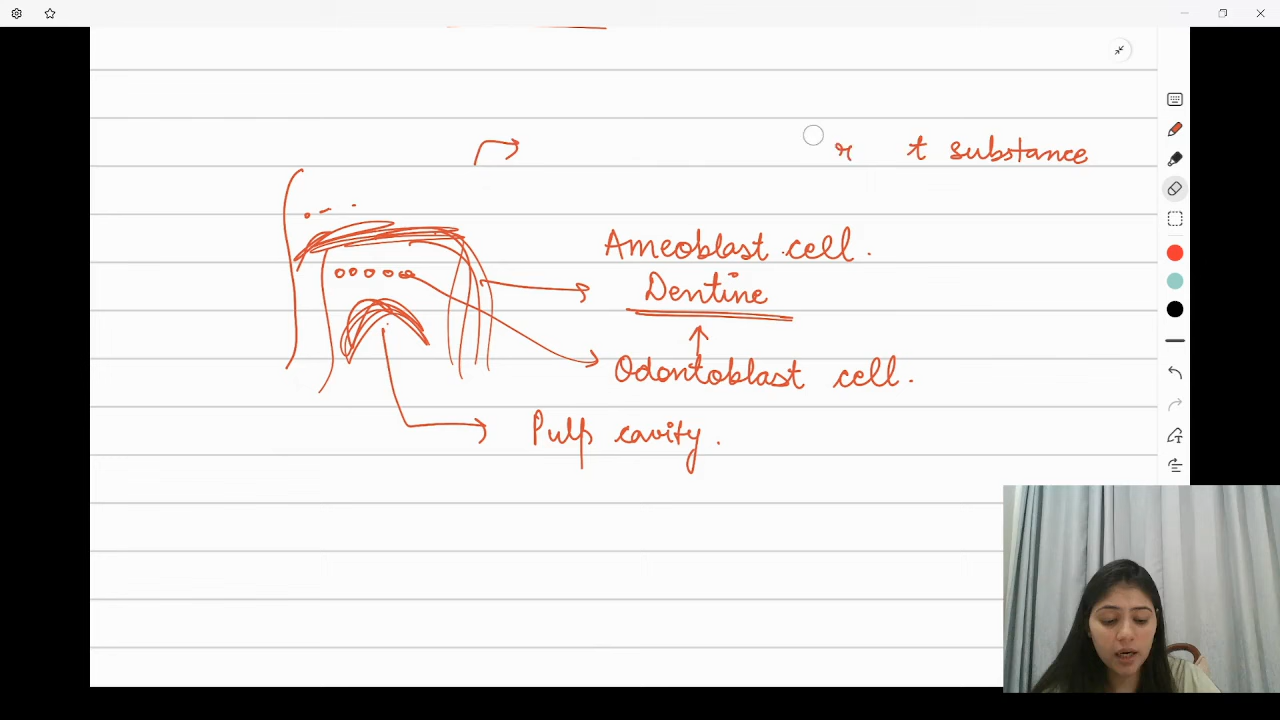 substance
Ameoblast cell.
Dentine
Odontoblast cell.
Pulp cavity.